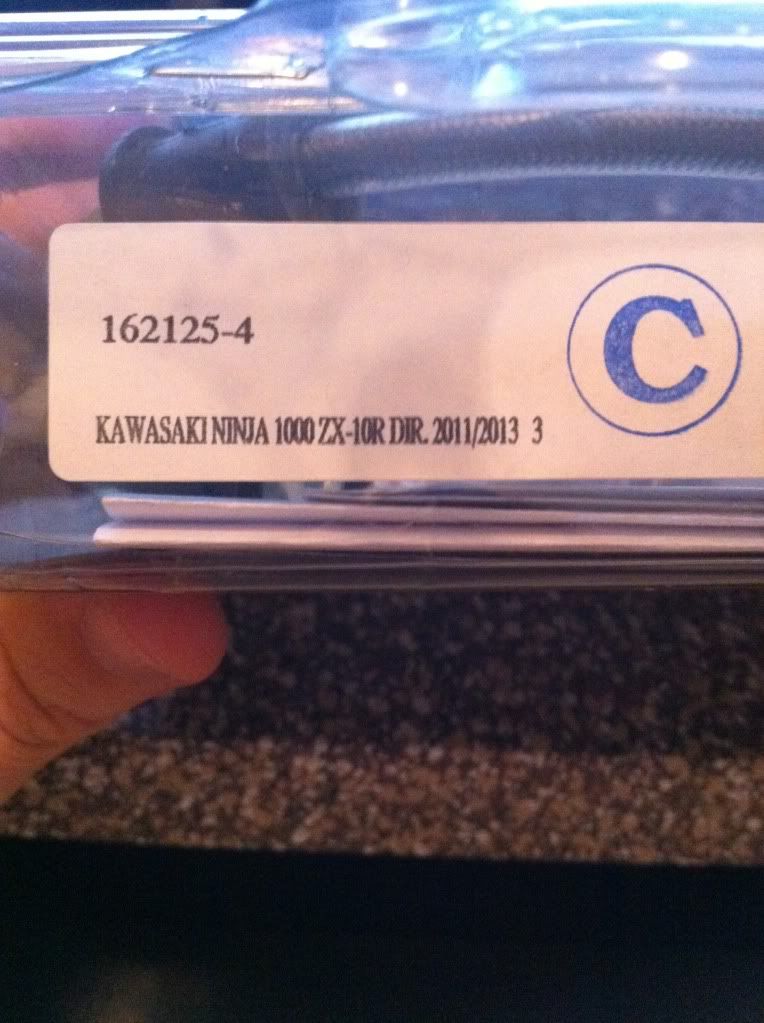 162125-4
C
KAWASAKI NINJA 1000 ZX-10R DIR. 2011/2013 3